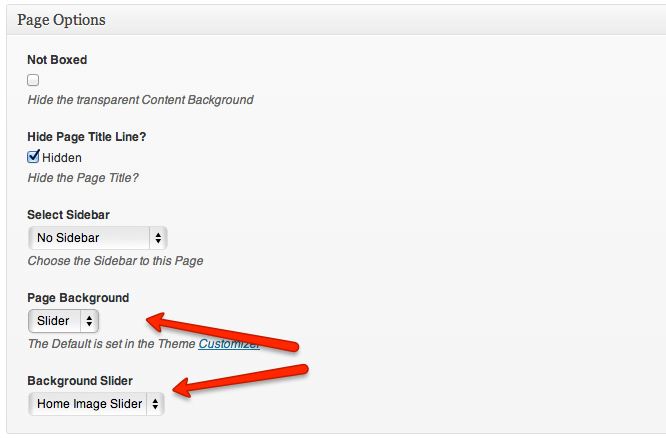 Page Options
Not Boxed
Hide the transparent Content Background
Hide Page Title Line?
Hidden
Hide the Page Title?
Select Sidebar
No Sidebar
Choose the Sidebar to this Page
Page Background
Slider
The Default is set in the Theme Customizer
Background Slider
Home Image Slider